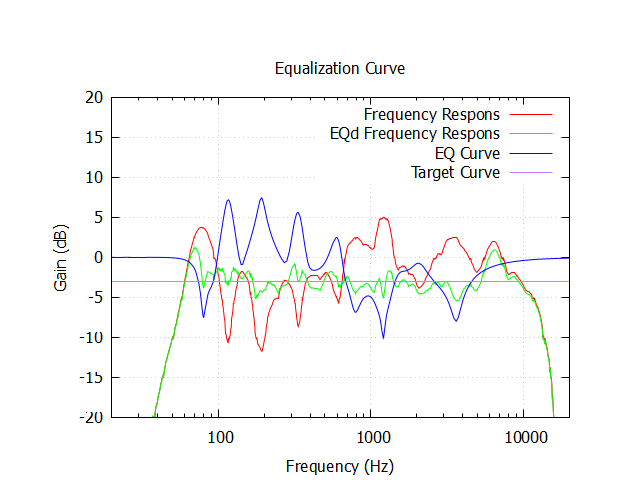 Equalization Curve
20
15
10
5
0
-5
-10
-15
-20
Gain (dB)
Frequency Respons
EQd Frequency Respons
EQ Curve
Target Curve
100
1000
10000
Frequency (Hz)